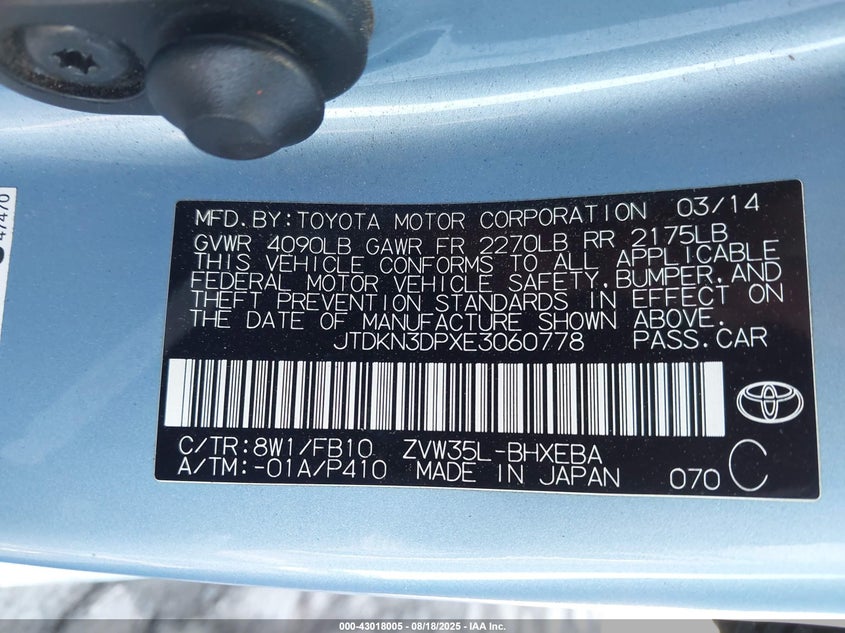 47470
MFD.BY:TOYOTA MOTOR CORPORATION 03/14
GVWR 4090LB GAWR FR 2270LB RR 2175LB
THIS VEHICLE CONFORMS TO ALL APPLICABLE
FEDERAL MOTOR VEHICLE SAFETY,BUMPER,AND
THEFT PREVENTION STANDARDS IN EFFECT ON
THE DATE OF MANUFACTURE SHOWN ABOVE.
JTDKN3DPXE3060778 PASS.CAR
C/TR:8W1/FB10 ZVW35L-BHXEBA
A/TM:-01A/P410 MADE IN JAPAN 070 C
000-43018005 - 08/18/2025 - IAA Inc.